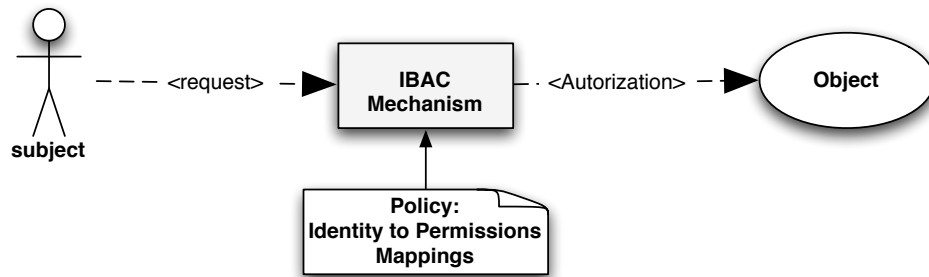 <request>
IBAC
Mechanism
<Autorization>
Object
subject
Policy:
Identity to Permissions
Mappings